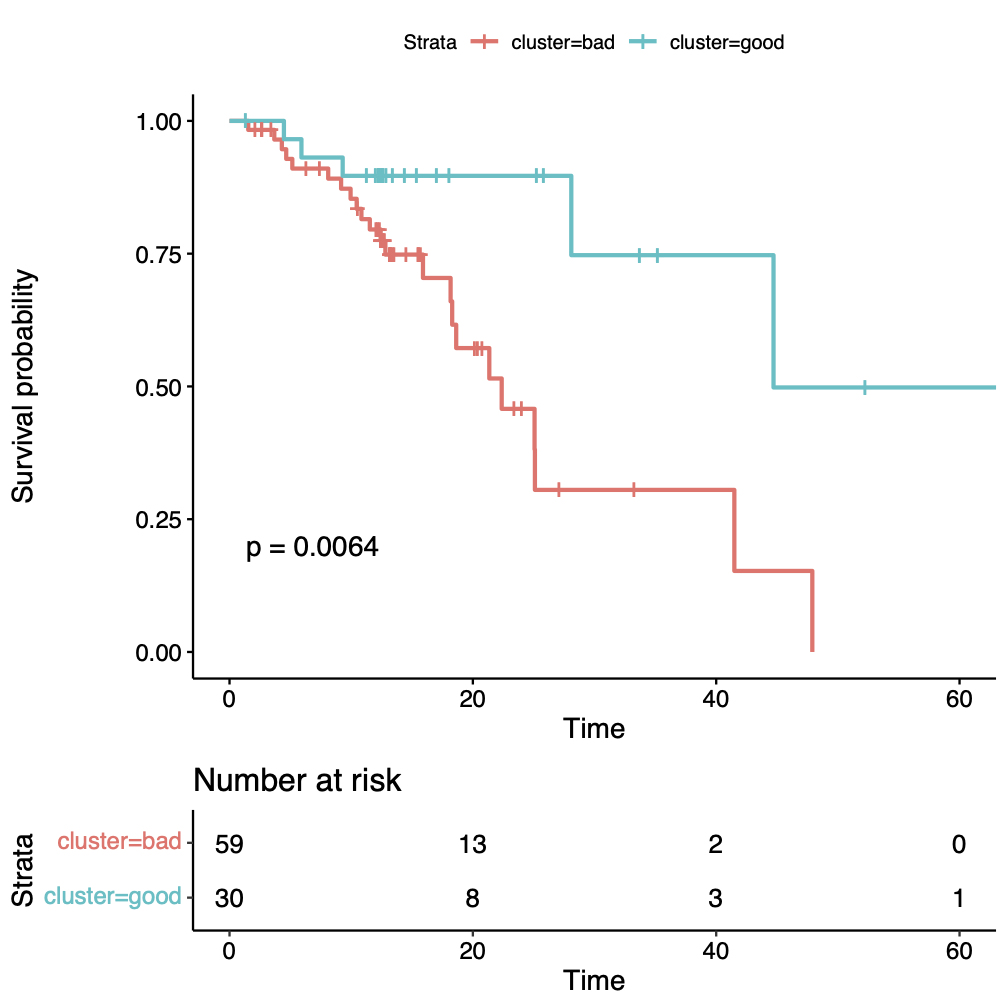 Strata cluster=bad cluster=good
Survival probability
1.00
0.75
0.50
0.25
0.00
p = 0.0064
0 20 40 60
Time
Number at risk
Strata
cluster=bad 59 13 2 0
cluster=good 30 8 3 1
0 20 40 60
Time